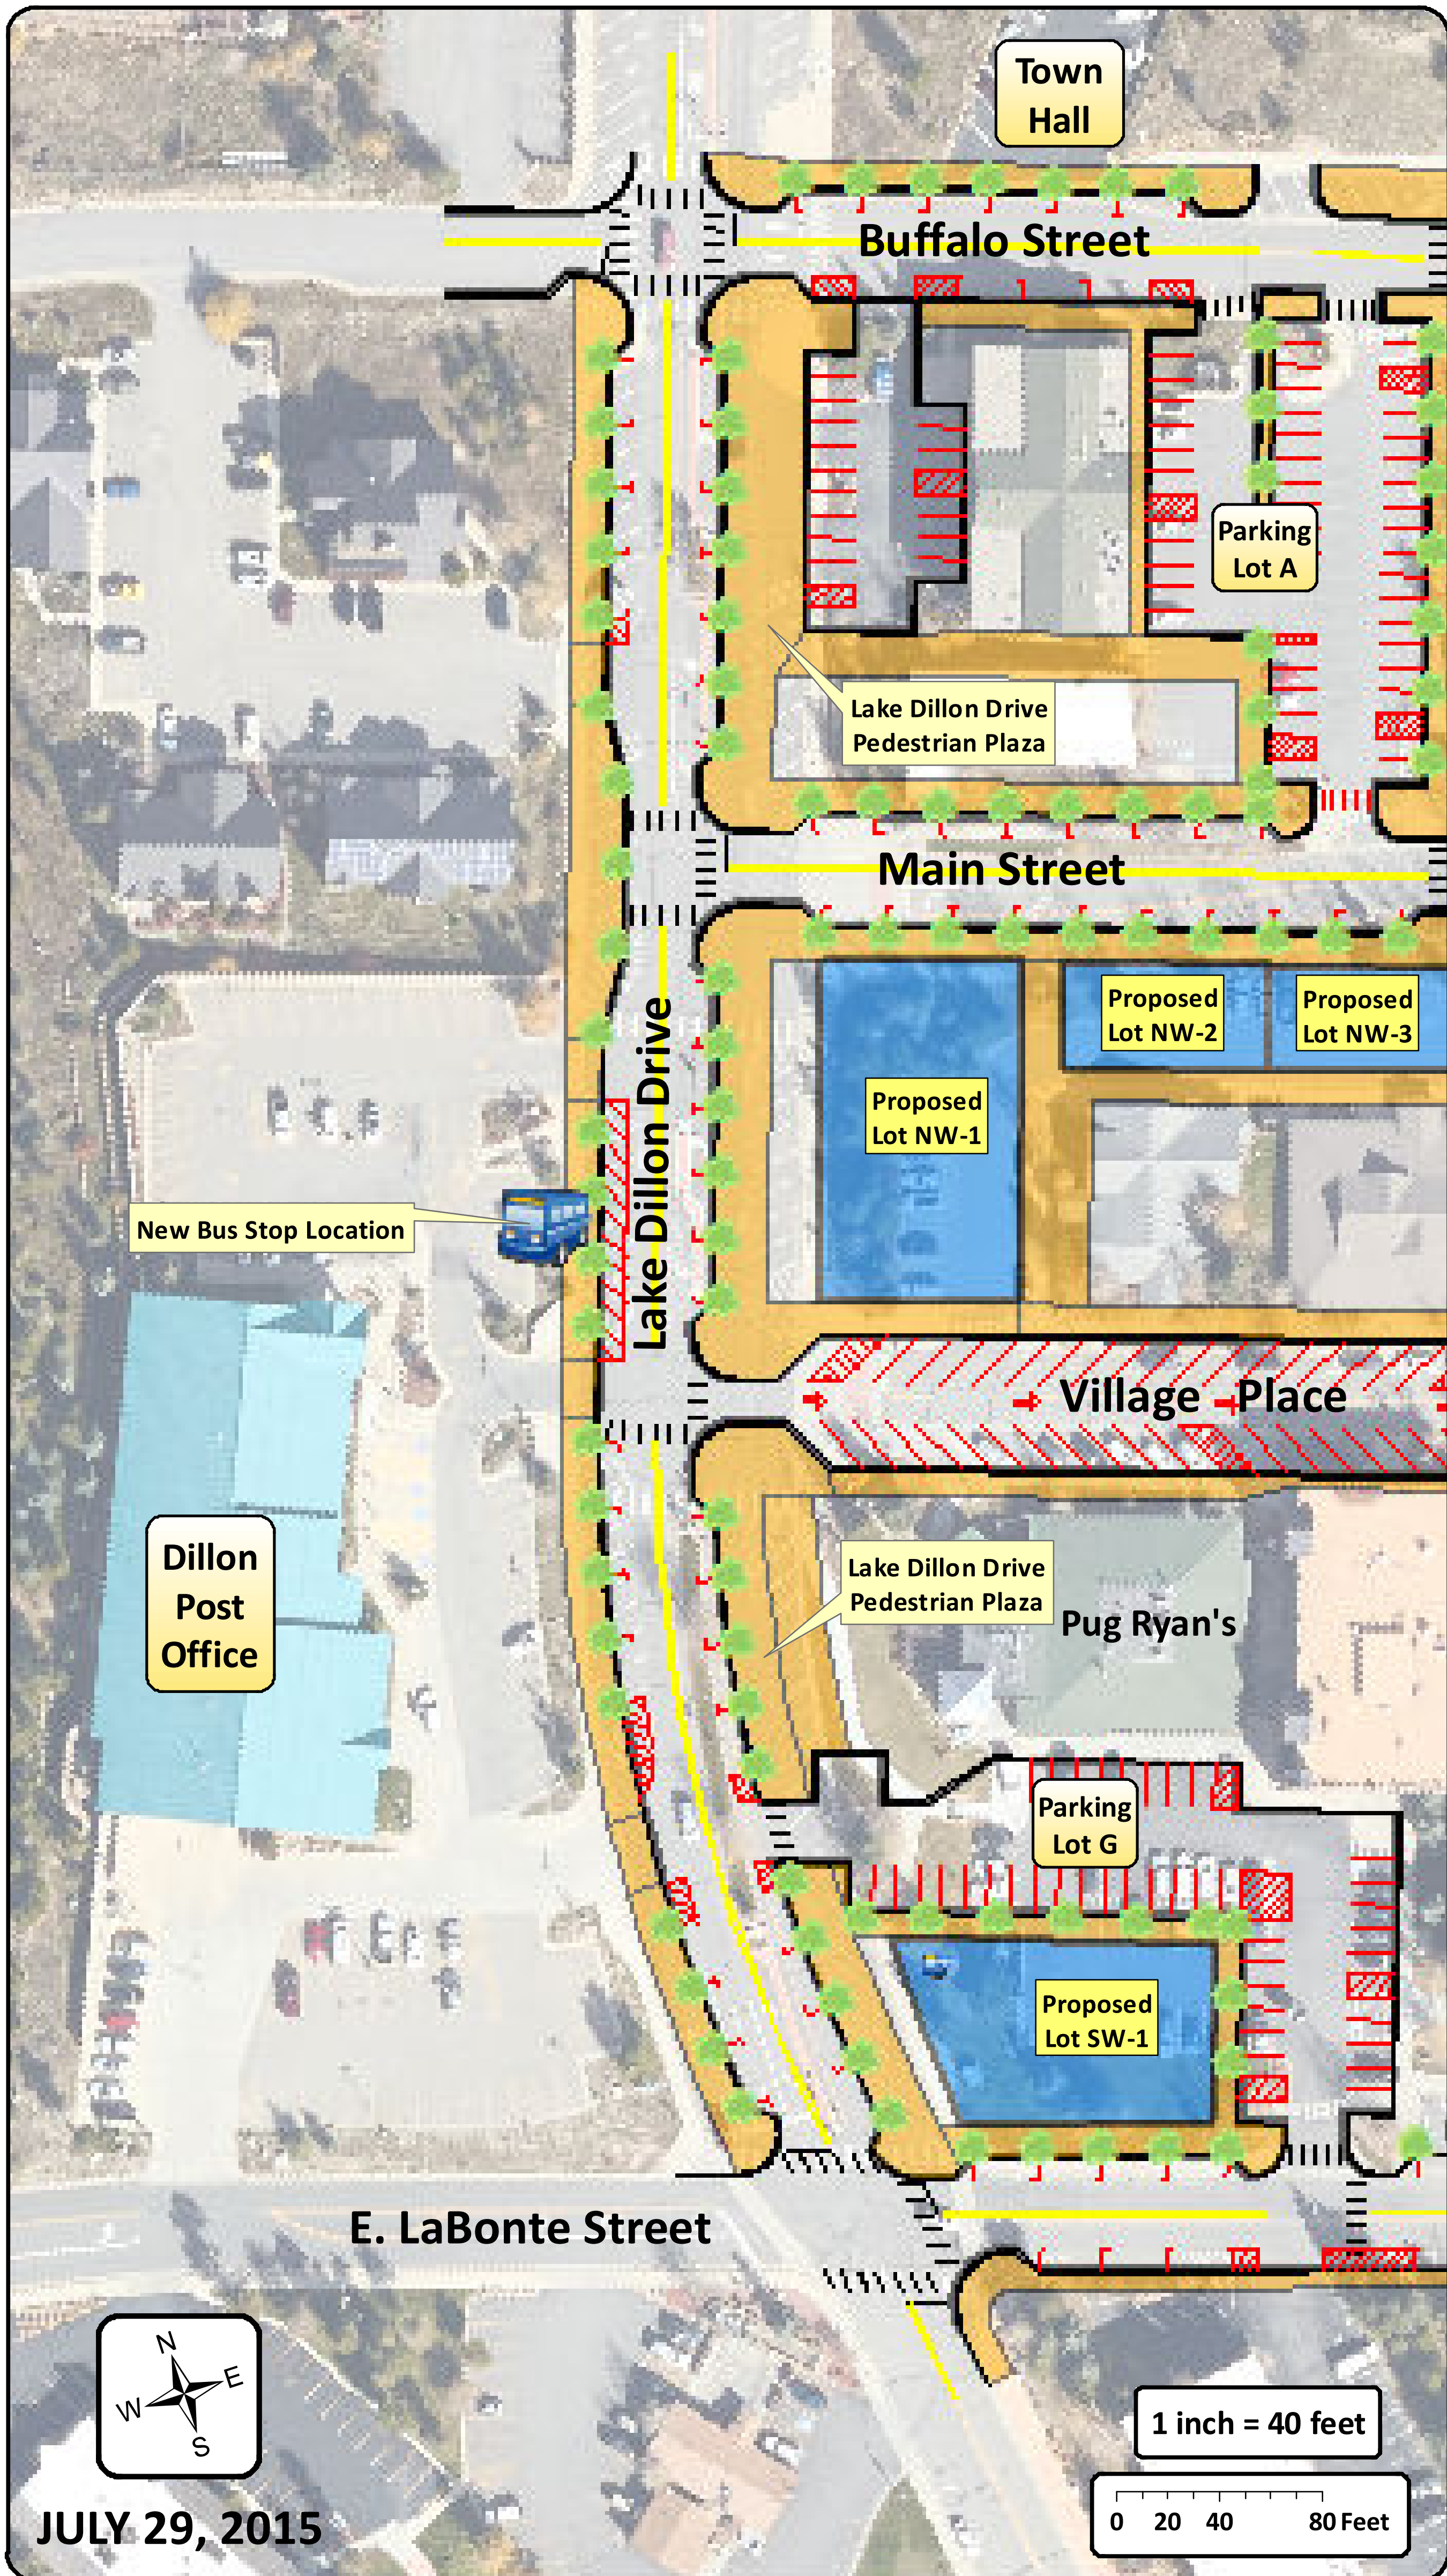 Town
Hall
Buffalo Street
Parking
Lot A
Lake Dillon Drive
Pedestrian Plaza
Main Street
Proposed
Lot NW-2
Proposed
Lot NW-3
Proposed
Lot NW-1
Lake Dillon Drive
New Bus Stop Location
Village Place
Dillon
Post
Office
Lake Dillon Drive
Pedestrian Plaza
Pug Ryan's
Parking
Lot G
Proposed
Lot SW-1
E. LaBonte Street
N
E
W
S
1 inch = 40 feet
0 20 40 80 Feet
JULY 29, 2015